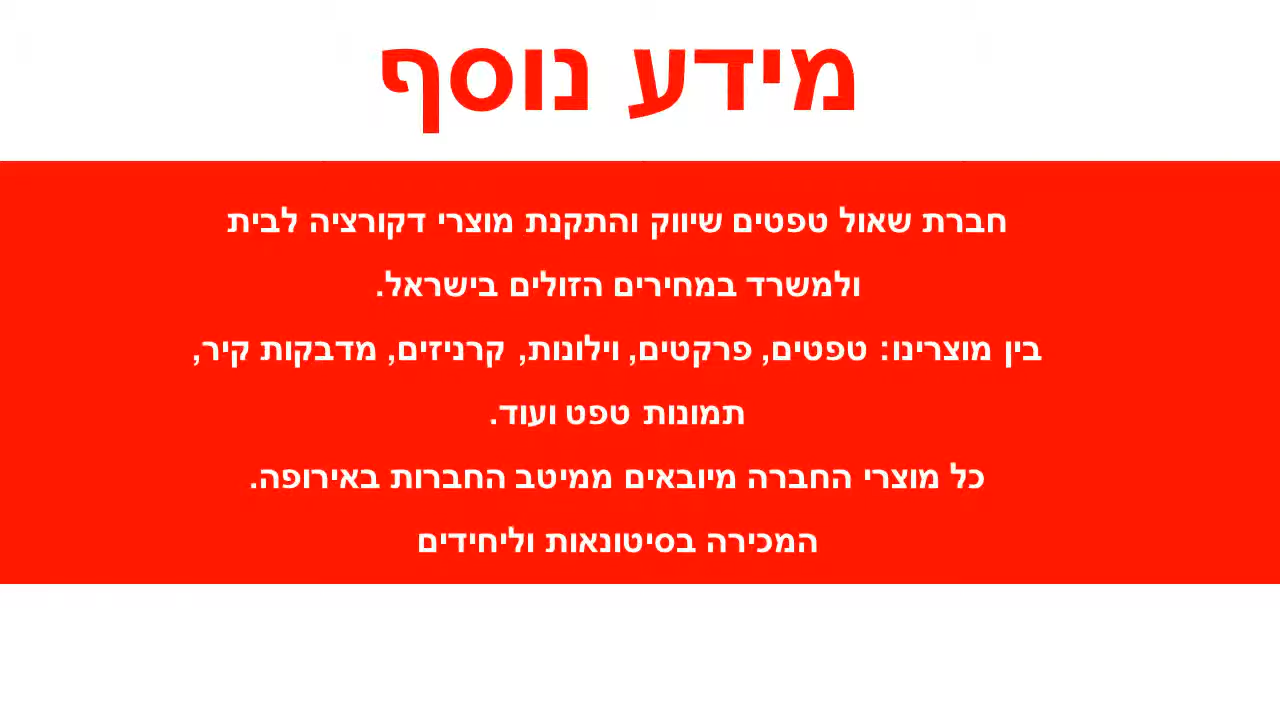 מידע נוסף
חברת שאול טפטים שיווק והתקנת מוצרי דקורציה לבית
ולמשרד במחירים הזולים בישראל.
בין מוצרינו: טפטים, פרקטים, וילונות, קרניזים, מדבקות קיר,
תמונות טפט ועוד.
כל מוצרי החברה מיובאים ממיטב החברות באירופה.
המכירה בסיטונאות וליחידים